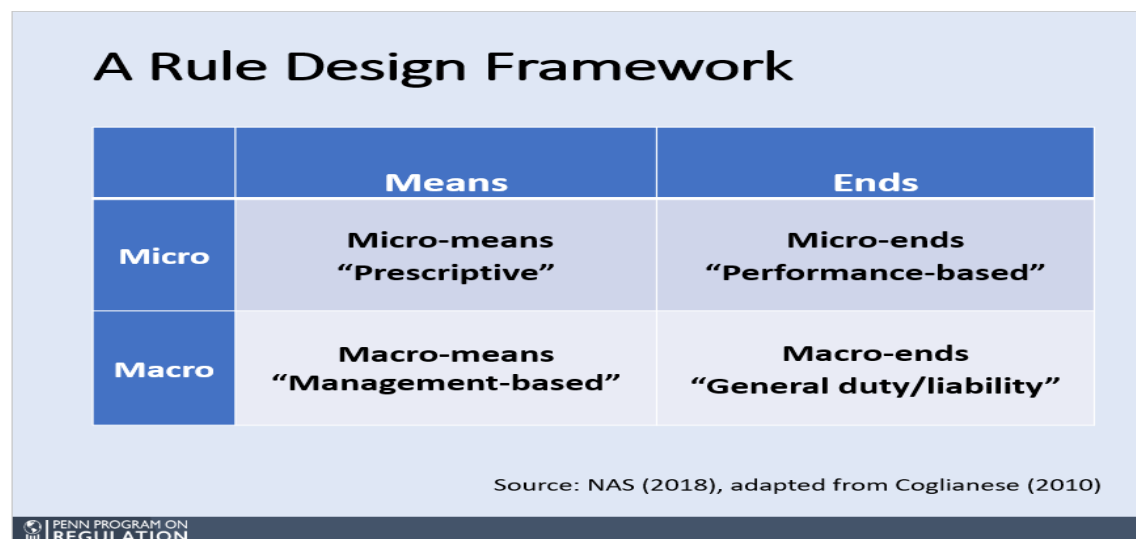 A Rule Design Framework
Means
Ends
Micro
Micro-means
“Prescriptive”
Micro-ends
“Performance-based”
Macro
Macro-means
“Management-based”
Macro-ends
“General duty/liability”
Source: NAS (2018), adapted from Coglianese (2010)
PENN PROGRAM ON
REGULATION